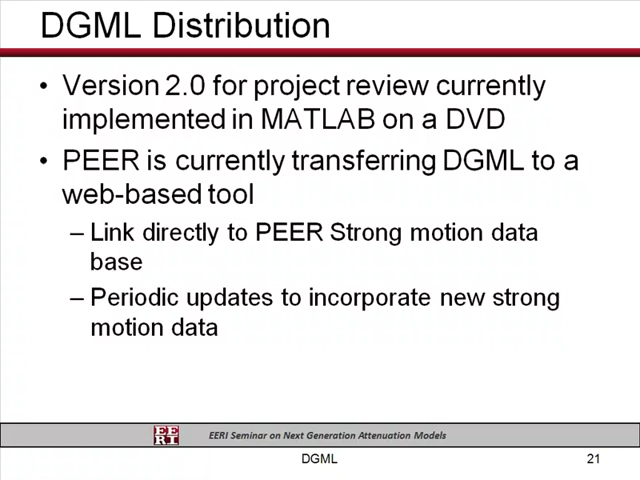 DGML Distribution
• Version 2.0 for project review currently
implemented in MATLAB on a DVD
• PEER is currently transferring DGML to a
web-based tool
– Link directly to PEER Strong motion data
base
– Periodic updates to incorporate new strong
motion data
EE
RI
EERI Seminar on Next Generation Attenuation Models
DGML
21